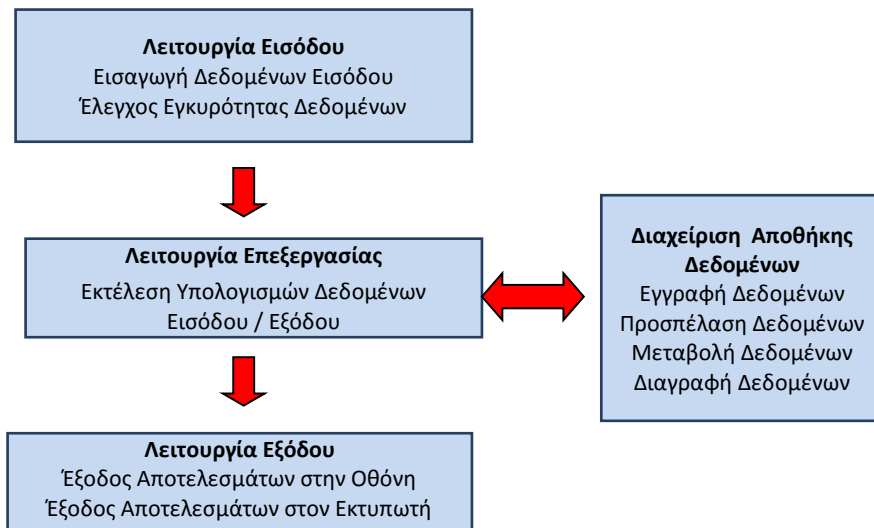 Λειτουργία Εισόδου
Εισαγωγή Δεδομένων Εισόδου
Έλεγχος Εγκυρότητας Δεδομένων
Λειτουργία Επεξεργασίας
Εκτέλεση Υπολογισμών Δεδομένων
Εισόδου / Εξόδου
Διαχείριση Αποθήκης
Δεδομένων
Εγγραφή Δεδομένων
Προσπέλαση Δεδομένων
Μεταβολή Δεδομένων
Διαγραφή Δεδομένων
Λειτουργία Εξόδου
Έξοδος Αποτελεσμάτων στην Οθόνη
Έξοδος Αποτελεσμάτων στον Εκτυπωτή